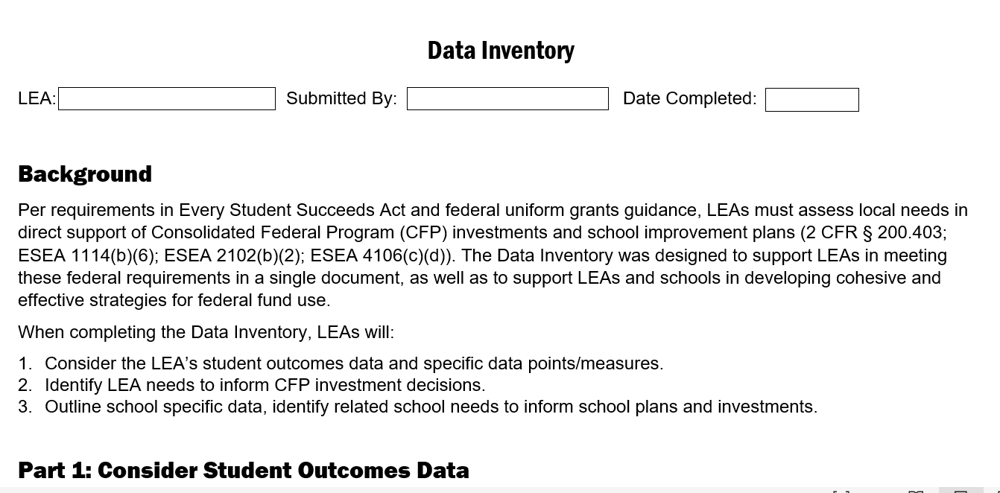 Data Inventory
LEA: Submitted By: Date Completed:
Background
Per requirements in Every Student Succeeds Act and federal uniform grants guidance, LEAs must assess local needs in
direct support of Consolidated Federal Program (CFP) investments and school improvement plans (2 CFR § 200.403;
ESEA 1114(b)(6); ESEA 2102(b)(2); ESEA 4106(c)(d)). The Data Inventory was designed to support LEAs in meeting
these federal requirements in a single document, as well as to support LEAs and schools in developing cohesive and
effective strategies for federal fund use.
When completing the Data Inventory, LEAs will:
1. Consider the LEA’s student outcomes data and specific data points/measures.
2. Identify LEA needs to inform CFP investment decisions.
3. Outline school specific data, identify related school needs to inform school plans and investments.
Part 1: Consider Student Outcomes Data